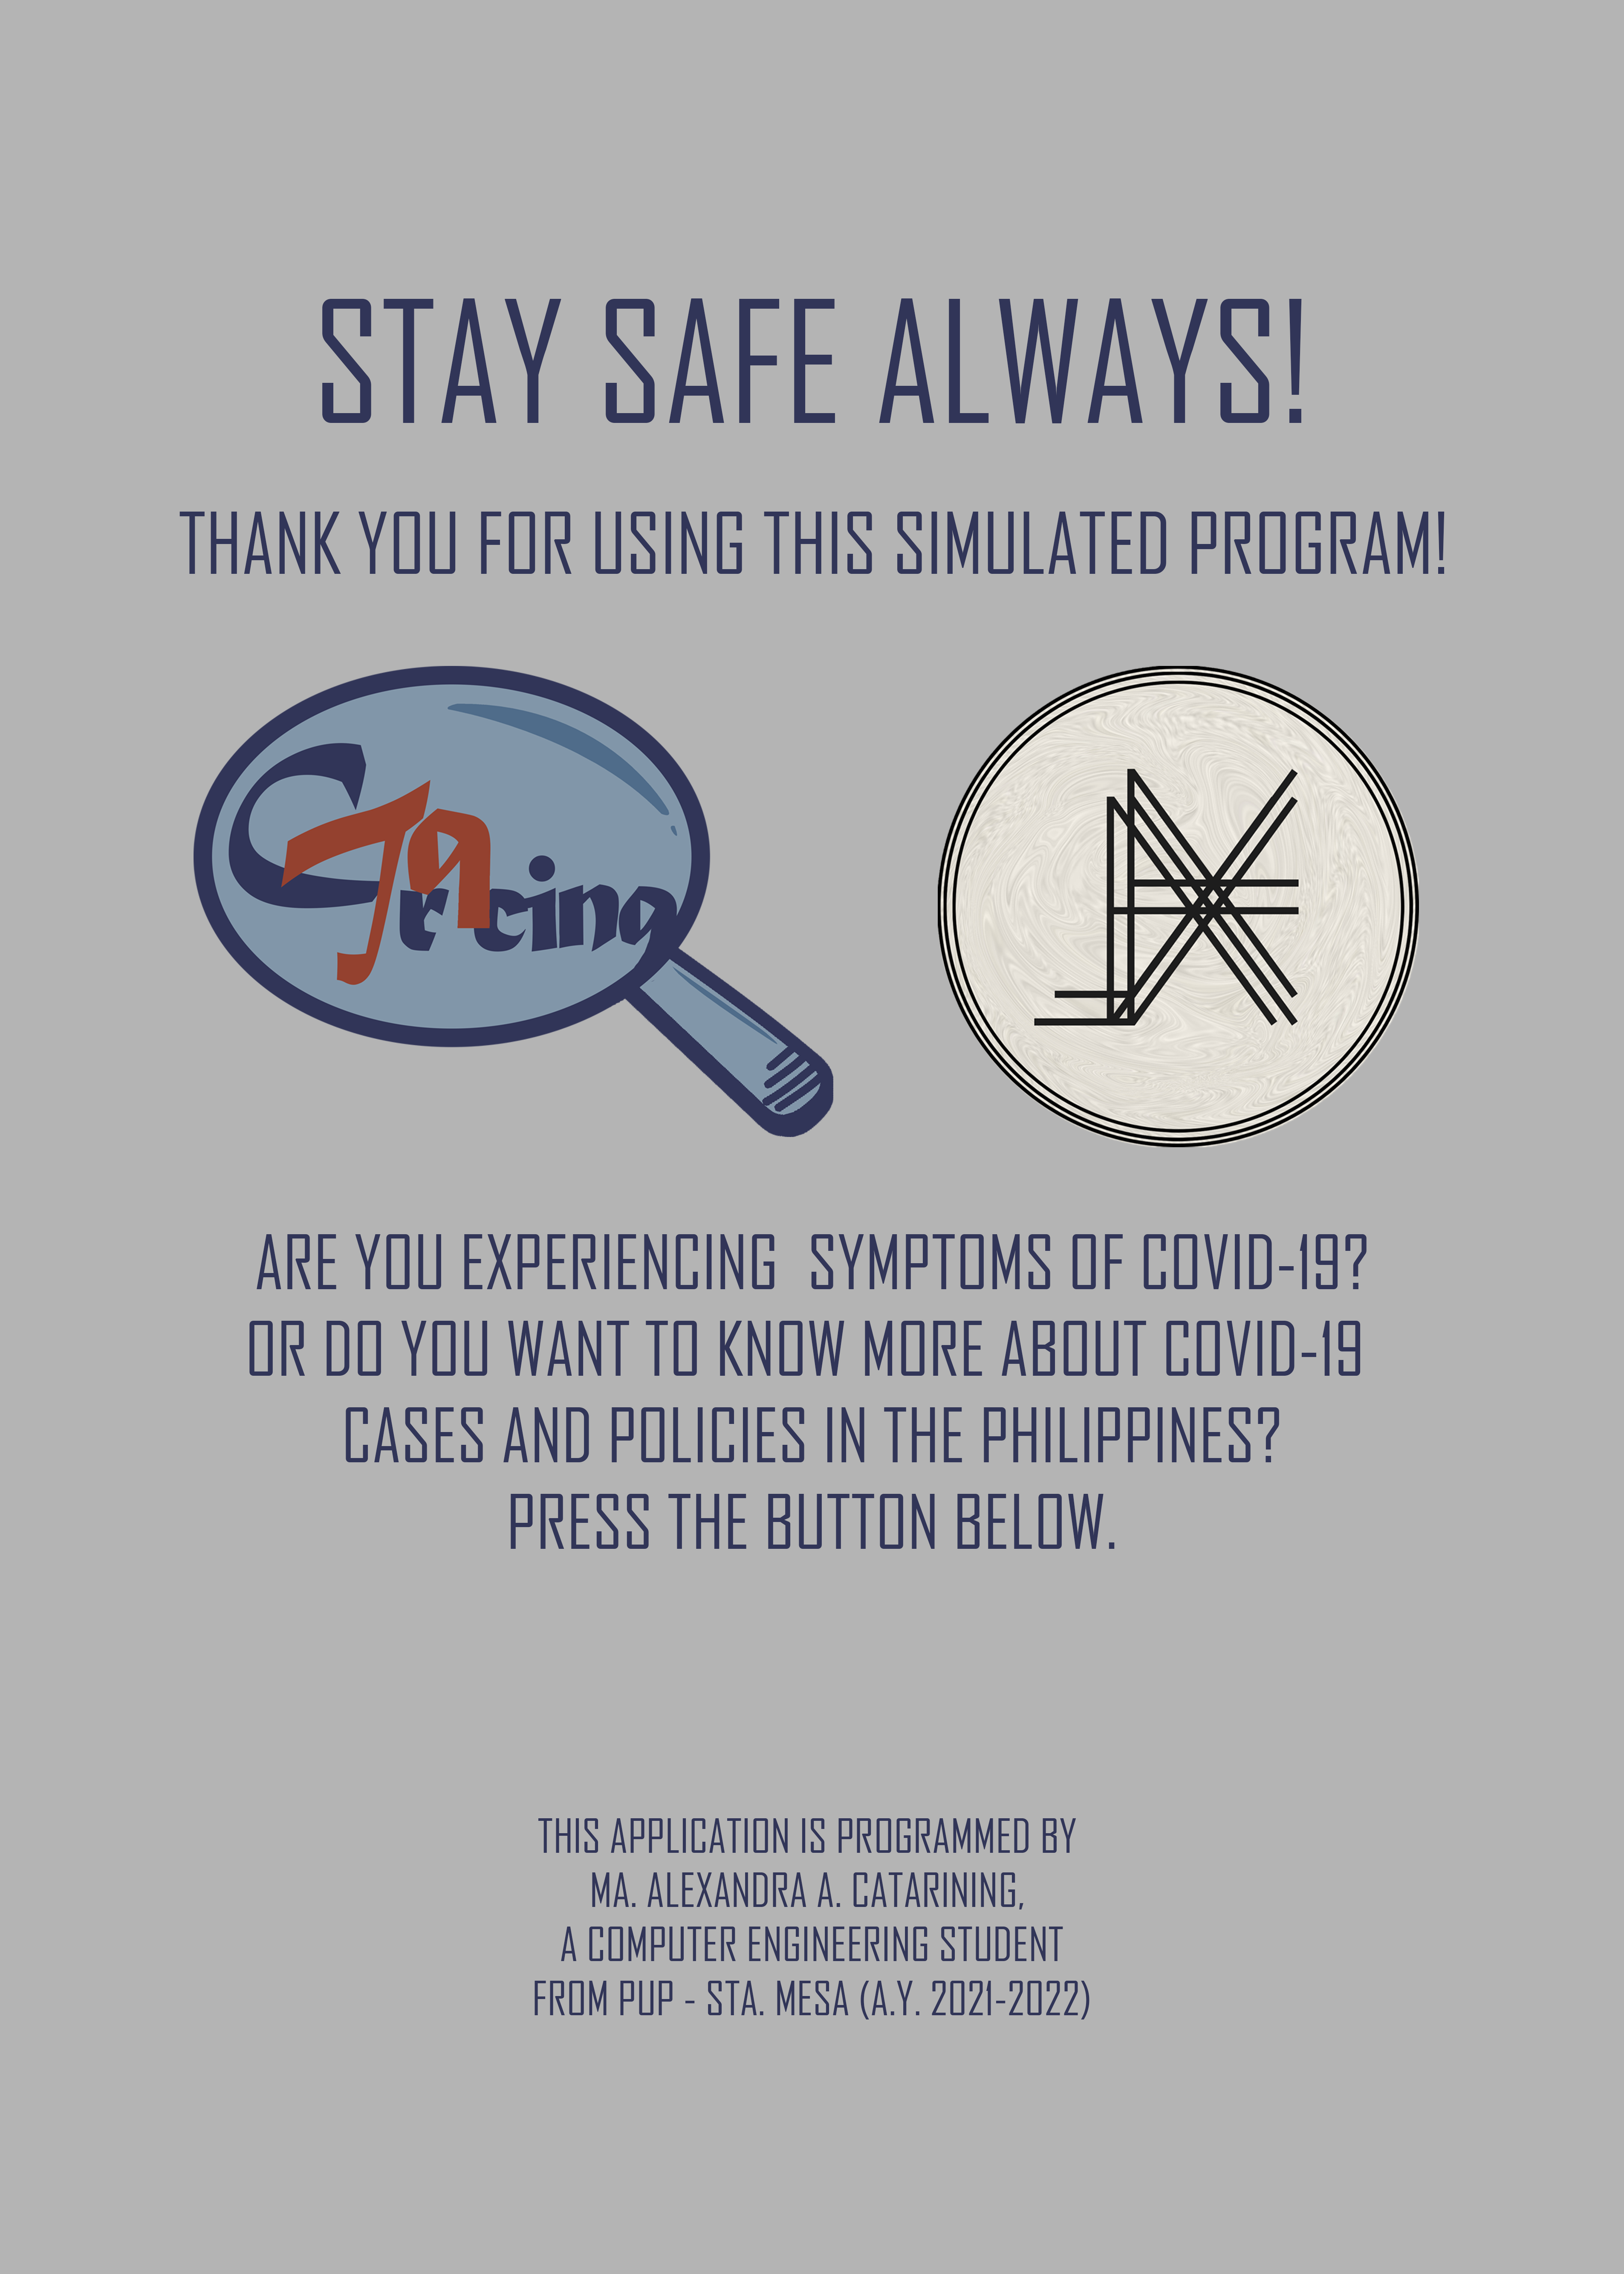 STAY SAFE ALWAYS!
THANK YOU FOR USING THIS SIMULATED PROGRAM!
ARE YOU EXPERIENCING  SYMPTOMS OF COVID-19?
OR DO YOU WANT TO KNOW MORE ABOUT COVID-19
CASES AND POLICIES IN THE PHILIPPINES?
PRESS THE BUTTON BELOW.
THIS APPLICATION IS PROGRAMMED BY
MA. ALEXANDRA A. CATARINING,
A COMPUTER ENGINEERING STUDENT
FROM PUP - STA. MESA (A.Y. 2021-2022)